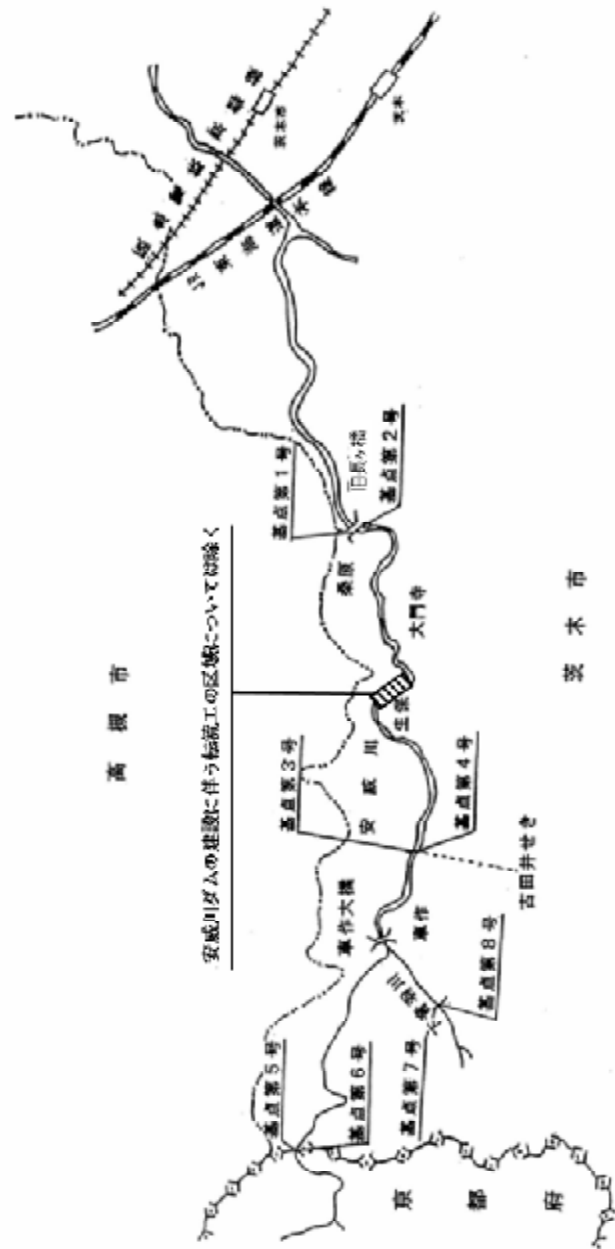 高槻市
安威川ダムの建設に伴う転流工の区域については除く
阪急電鉄京都線
茨木市
JR東海道本線
茨木
基点第1号
旧長ヶ橋
基点第2号
桑原
大門寺
生保
安威川
基点第3号
基点第4号
古田井せき
車作大橋
車作
基点第5号
基点第6号
基点第7号
基点第8号
京都府
茨木市